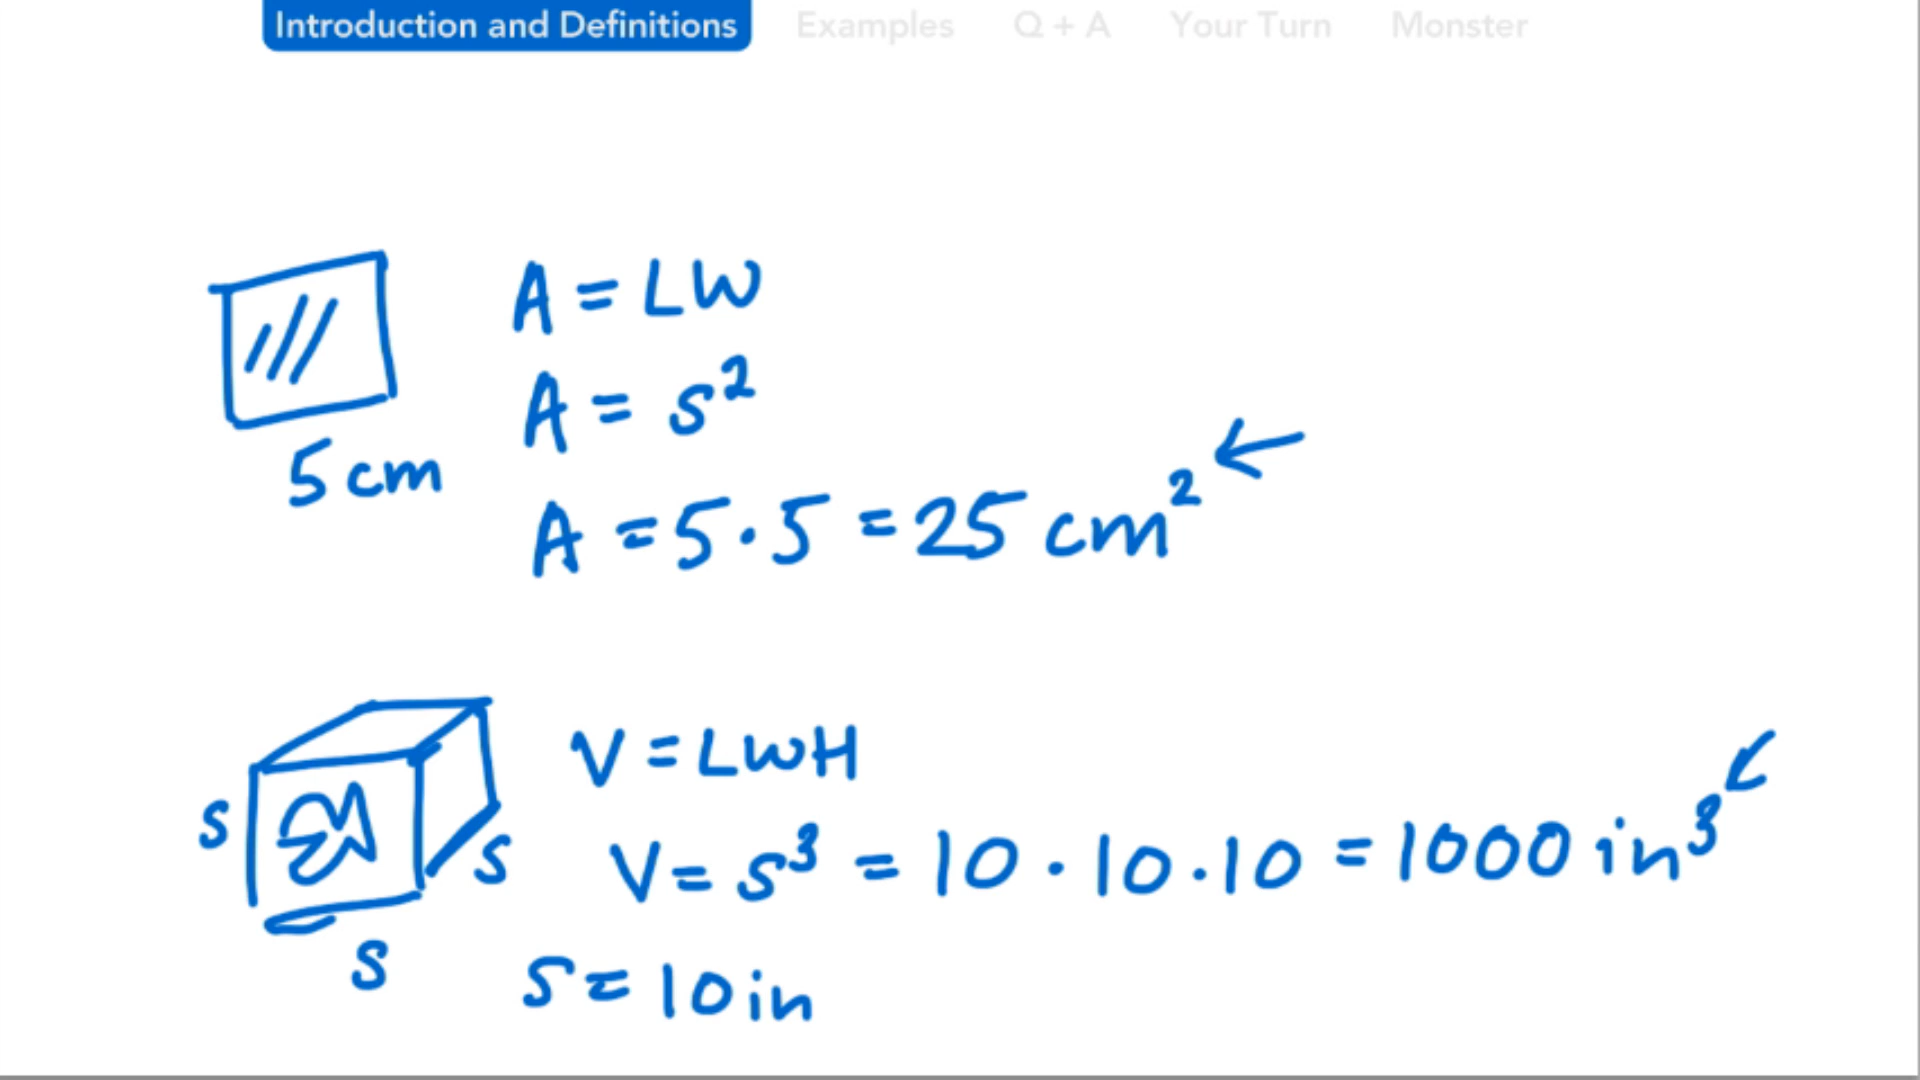 Introduction and Definitions Examples Q + A Your Turn Monster
A = LW
A = s²
5 cm
A = 5 · 5 = 25 cm²
V = LWH
s
s
V = s³ = 10 · 10 · 10 = 1000 in³
s
s = 10 in